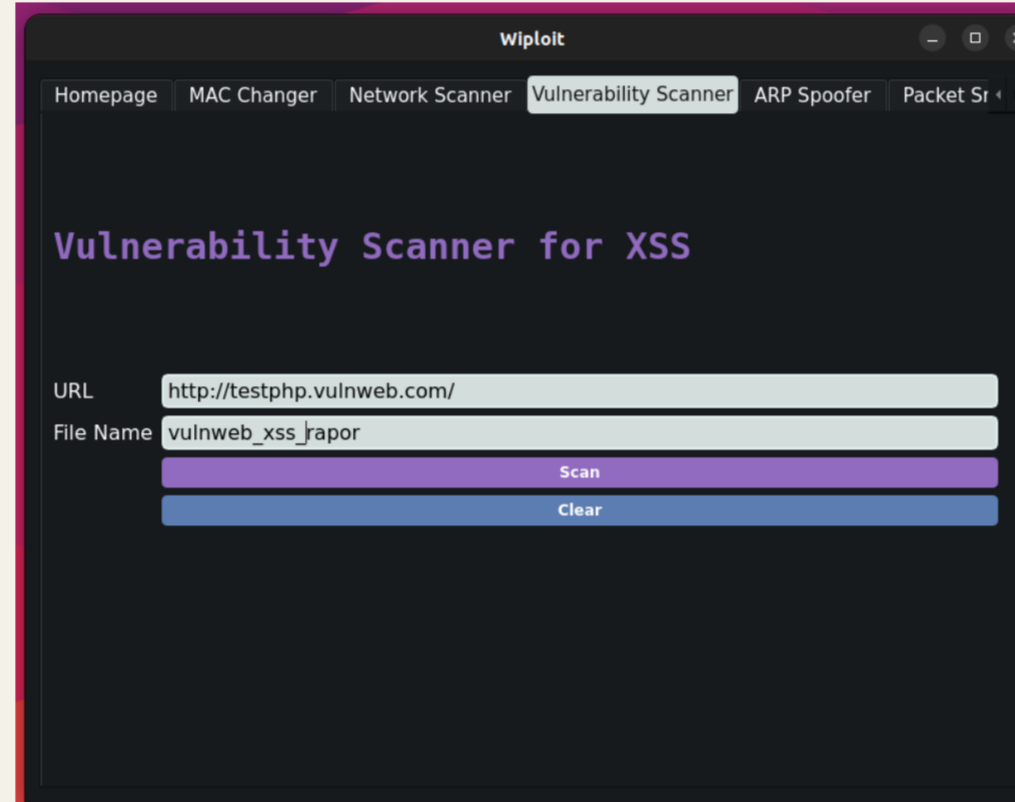 Wiploit
Homepage MAC Changer Network Scanner Vulnerability Scanner ARP Spoofer Packet
Vulnerability Scanner for XSS
URL http://testphp.vulnweb.com/
File Name vulnweb_xss_rapor
Scan
Clear